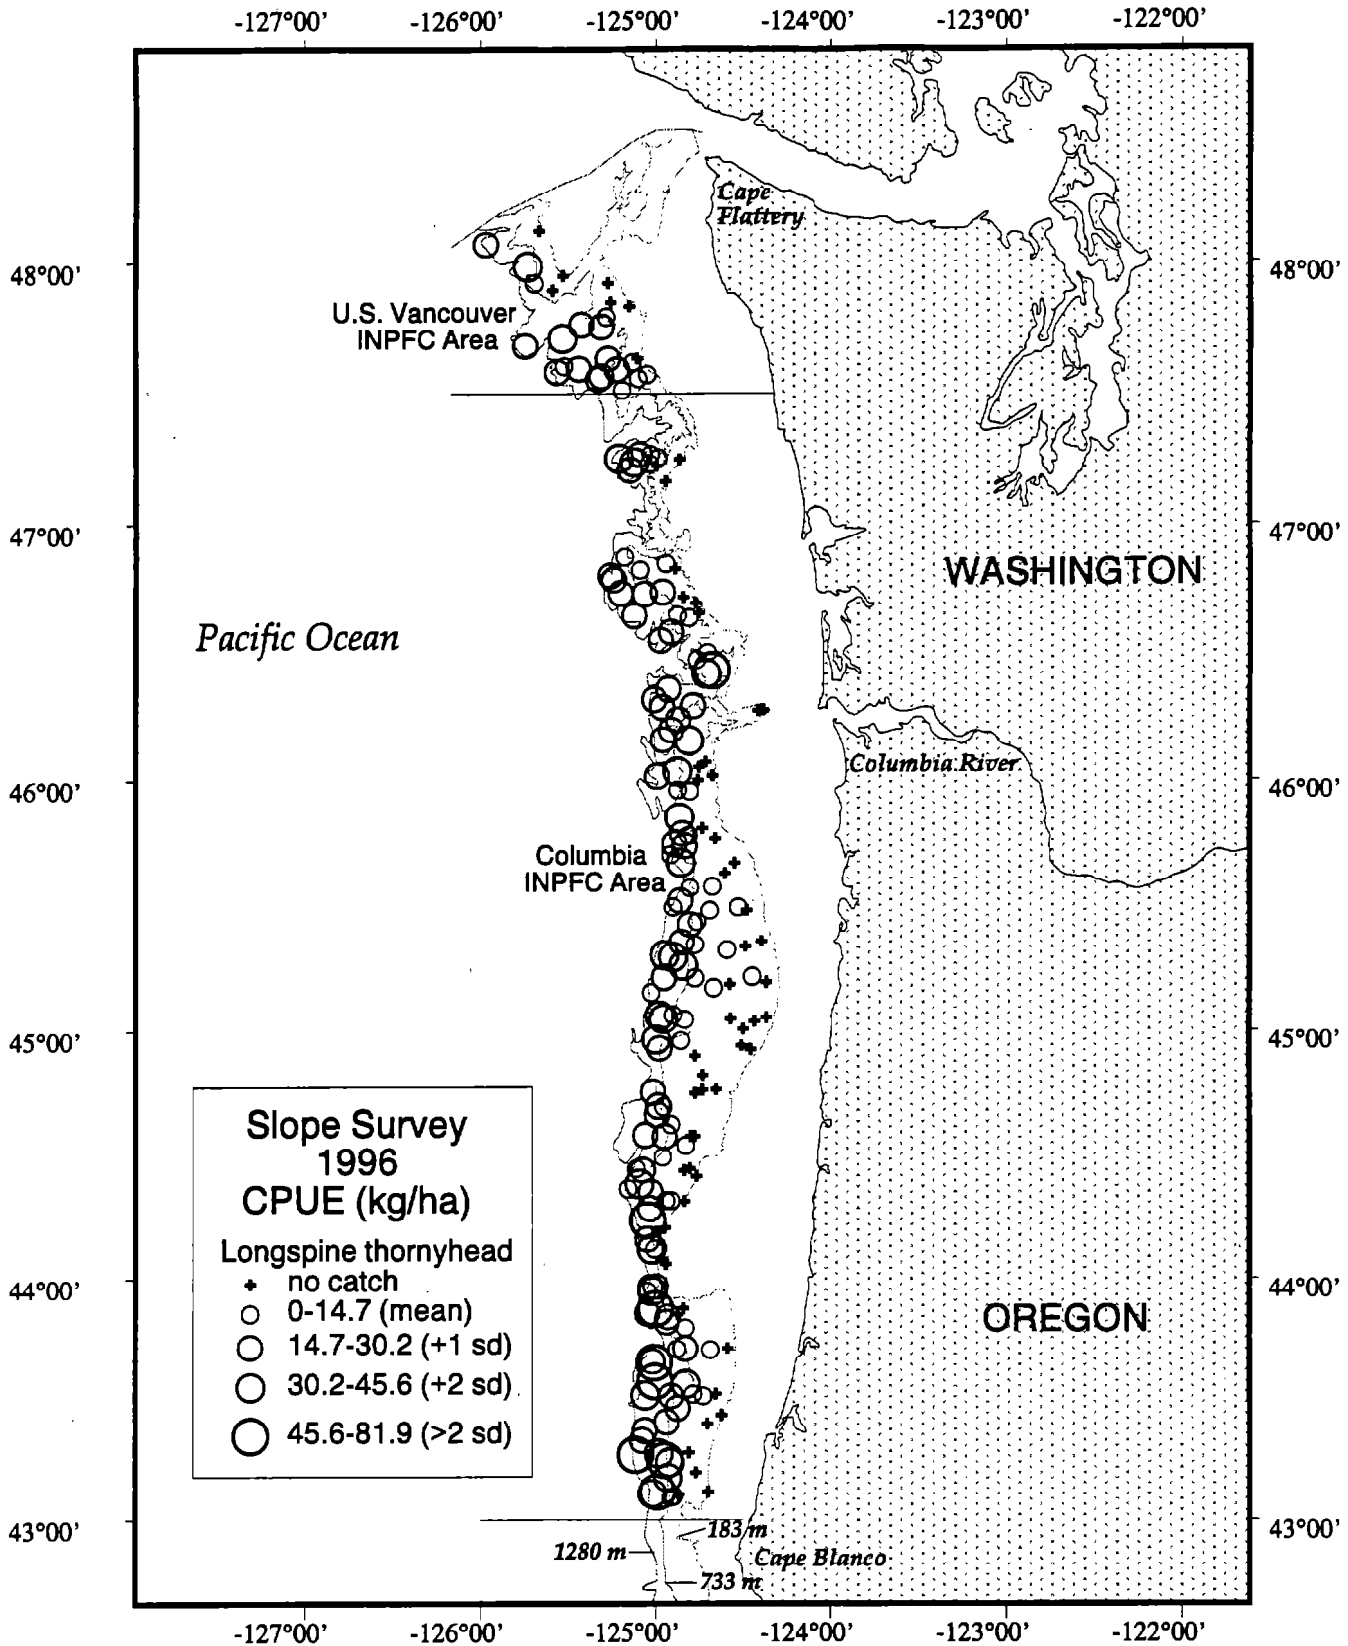 -127°00' -126°00' -125°00' -124°00' -123°00' -122°00'
Cape
Flattery
48°00' 48°00'
U.S. Vancouver
INPFC Area
47°00' 47°00'
WASHINGTON
Pacific Ocean
Columbia River
46°00' 46°00'
Columbia
INPFC Area
45°00' 45°00'
Slope Survey
1996
CPUE (kg/ha)
Longspine thornyhead
no catch
0-14.7 (mean)
14.7-30.2 (+1 sd)
30.2-45.6 (+2 sd)
45.6-81.9 (>2 sd)
44°00' 44°00'
OREGON
43°00' 43°00'
183 m
1280 m
Cape Blanco
733 m
-127°00' -126°00' -125°00' -124°00' -123°00' -122°00'